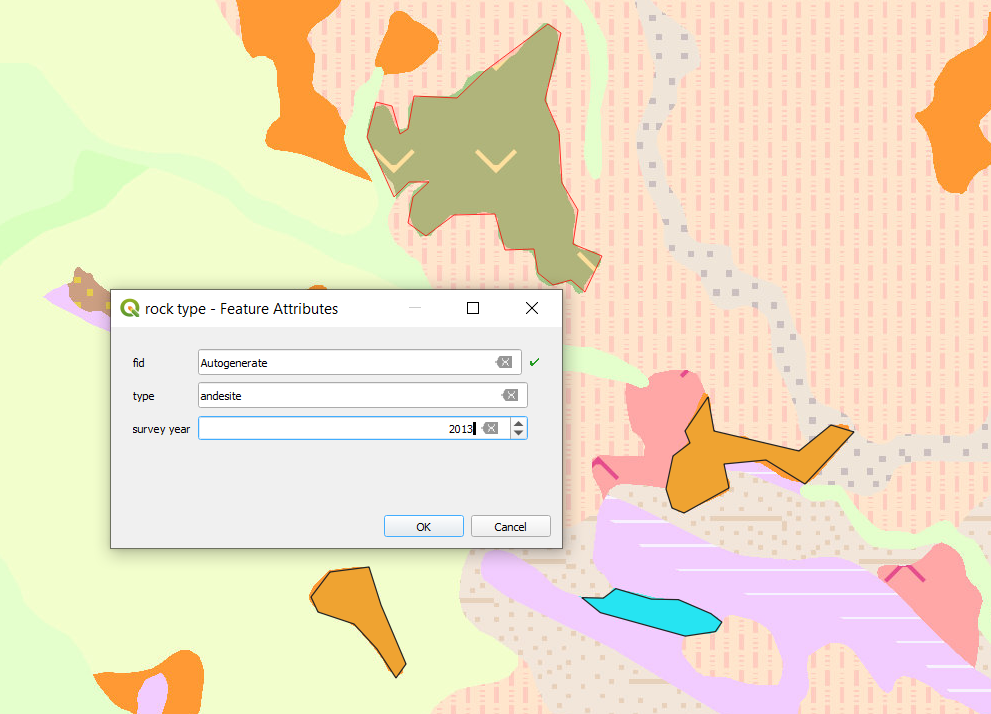 rock type - Feature Attributes
fid Autogenerate
type andesite
survey year 2013
OK Cancel